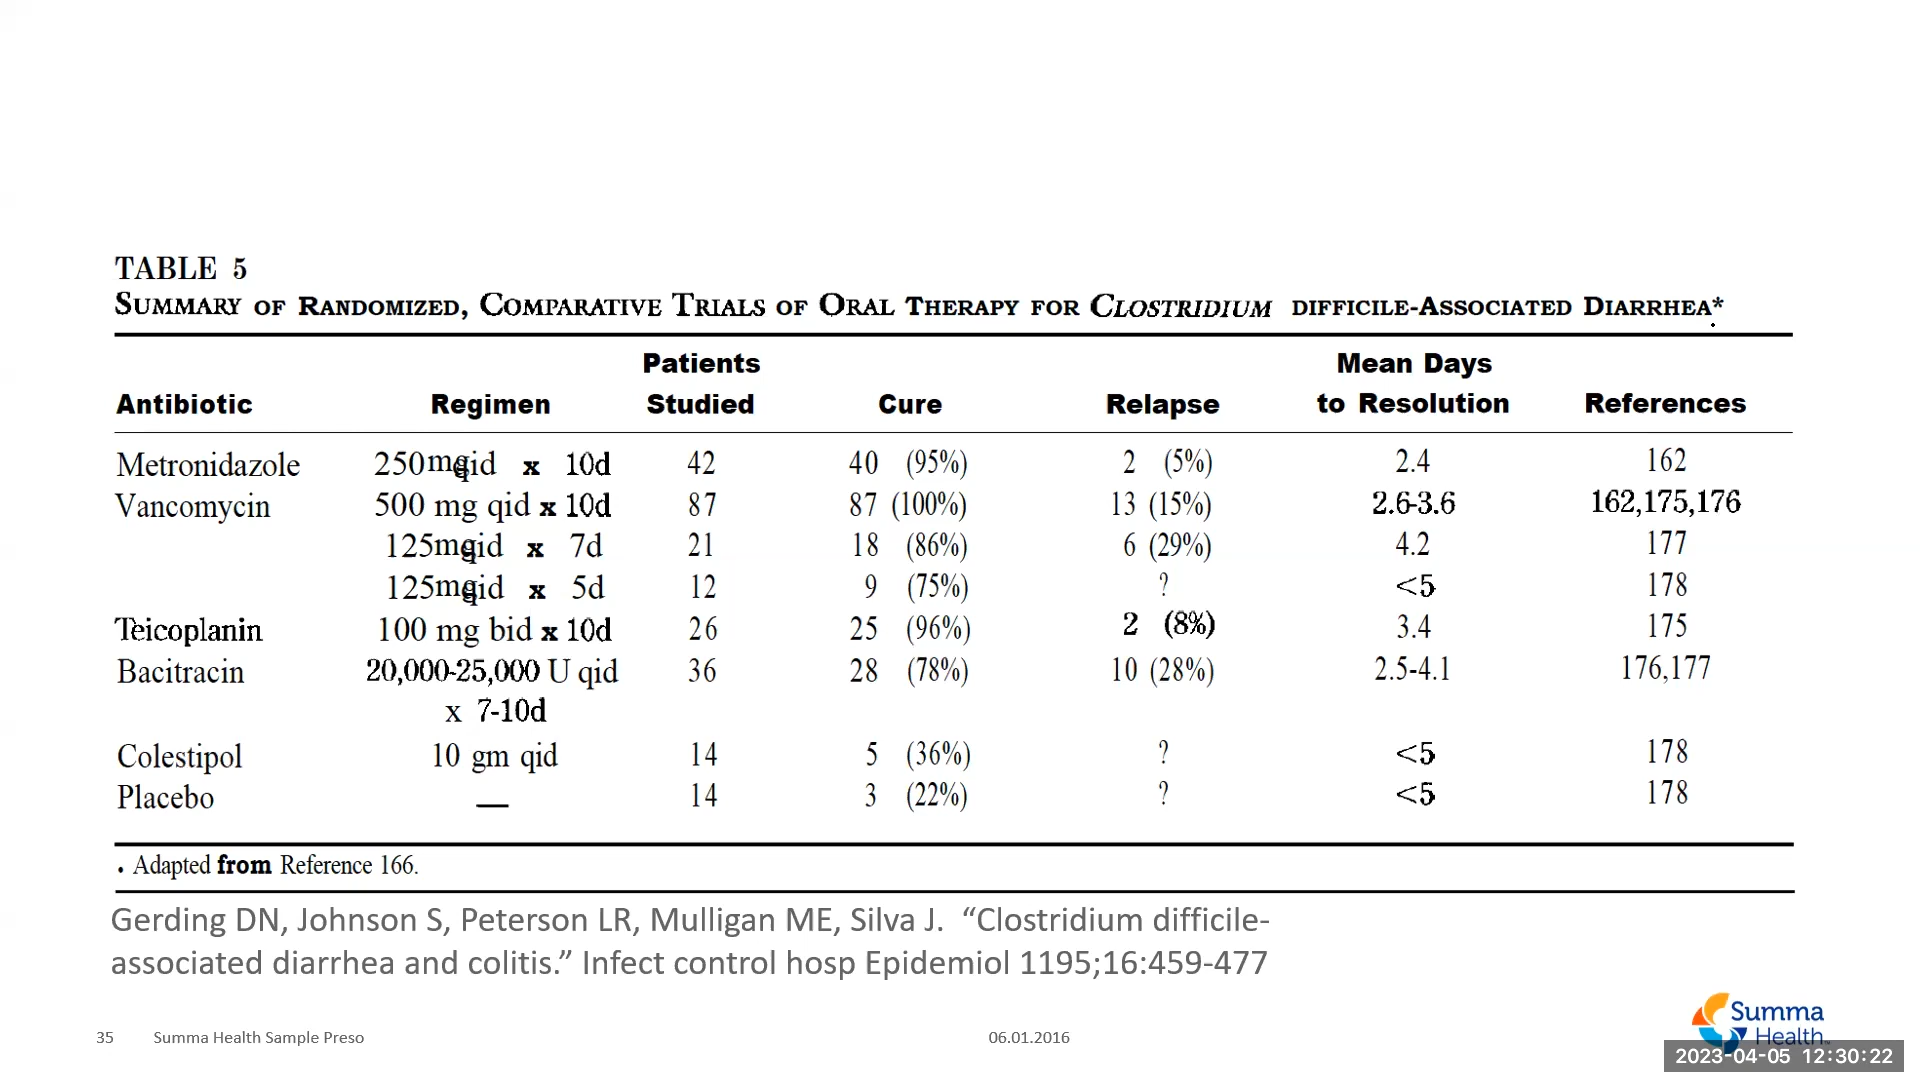 TABLE 5
SUMMARY OF RANDOMIZED, COMPARATIVE TRIALS OF ORAL THERAPY FOR CLOSTRIDIUM DIFFICILE-ASSOCIATED DIARRHEA*
Patients Mean Days
Antibiotic Regimen Studied Cure Relapse to Resolution References
Metronidazole 250 mg qid x 10d 42 40 (95%) 2 (5%) 2.4 162
Vancomycin 500 mg qid x 10d 87 87 (100%) 13 (15%) 2.6-3.6 162,175,176
125 mg qid x 7d 21 18 (86%) 6 (29%) 4.2 177
125 mg qid x 5d 12 9 (75%) ? <5 178
Teicoplanin 100 mg bid x 10d 26 25 (96%) 2 (8%) 3.4 175
Bacitracin 20,000-25,000 U qid 36 28 (78%) 10 (28%) 2.5-4.1 176,177
x 7-10d
Colestipol 10 gm qid 14 5 (36%) ? <5 178
Placebo — 14 3 (22%) ? <5 178
• Adapted from Reference 166.
Gerding DN, Johnson S, Peterson LR, Mulligan ME, Silva J. “Clostridium difficile-
associated diarrhea and colitis.” Infect control hosp Epidemiol 1195;16:459-477
Summa
Health
35 Summa Health Sample Preso 06.01.2016
2023-04-05 12:30:22